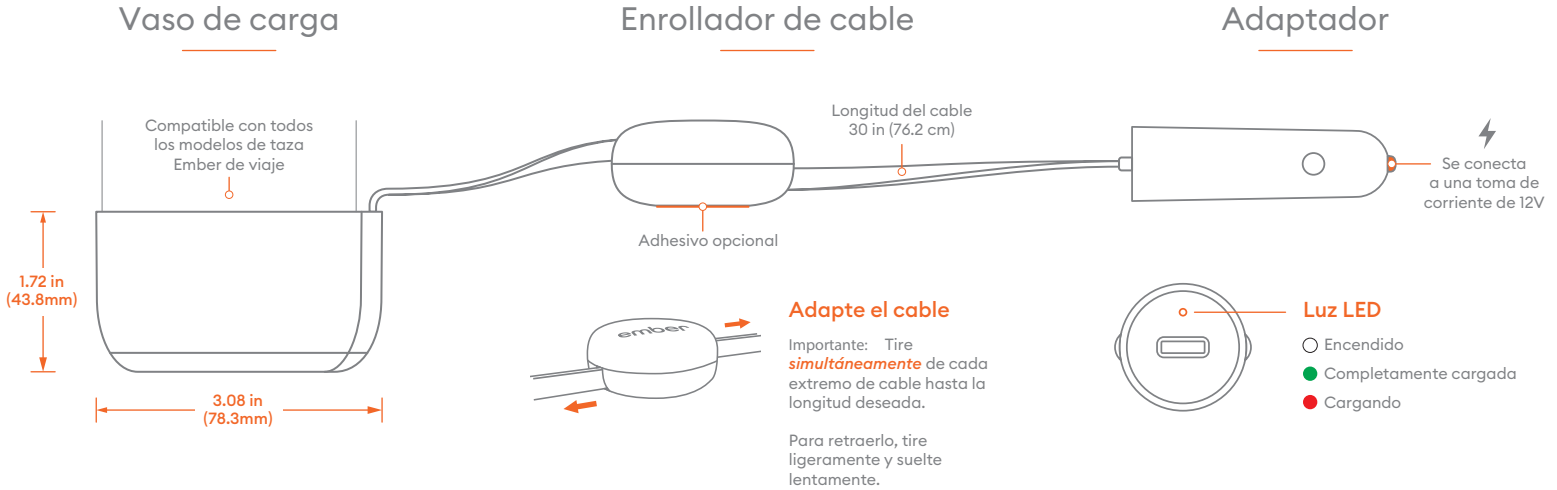 Vaso de carga
Enrollador de cable
Adaptador
Compatible con todos
los modelos de taza
Ember de viaje
Longitud del cable
30 in (76.2 cm)
Se conecta
a una toma de
corriente de 12V
Adhesivo opcional
1.72 in
(43.8mm)
3.08 in
(78.3mm)
ember
Adapte el cable
Importante: Tire
simultáneamente de cada
extremo de cable hasta la
longitud deseada.
Para retraerlo, tire
ligeramente y suelte
lentamente.
Luz LED
Encendido
Completamente cargada
Cargando